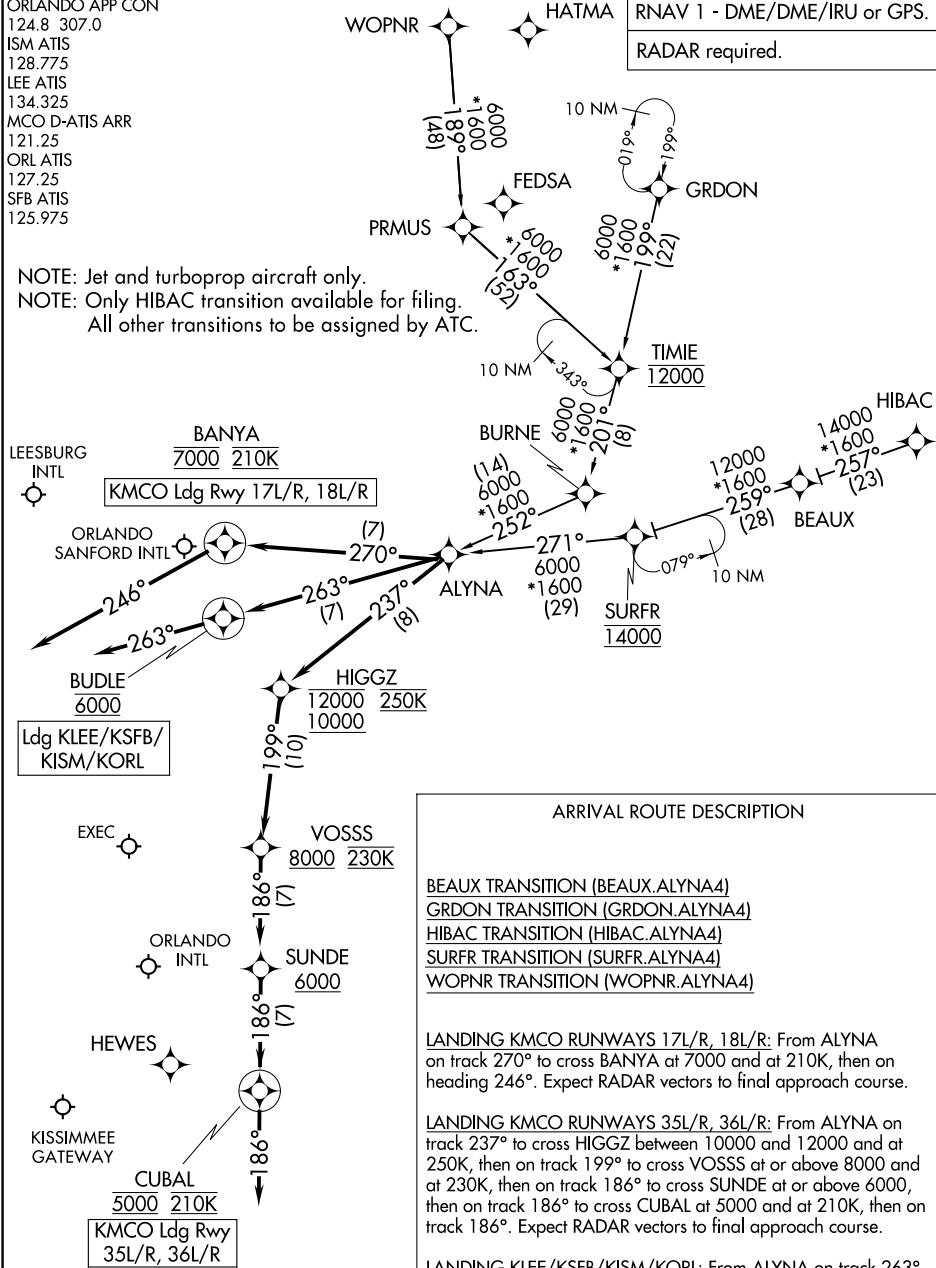 ORLANDO APP CON
124.8 307.0
ISM ATIS
128.775
LEE ATIS
134.325
MCO D-ATIS ARR
121.25
ORL ATIS
127.25
SFB ATIS
125.975
WOPNR
HATMA
RNAV 1 - DME/DME/IRU or GPS.
RADAR required.
6000
*1600
189°
(48)
10 NM
019°
199°
GRDON
FEDSA
PRMUS
6000
*1600
163°
(52)
6000
*1600
199°
(22)
NOTE: Jet and turboprop aircraft only.
NOTE: Only HIBAC transition available for filing.
All other transitions to be assigned by ATC.
10 NM
343°
TIMIE
12000
6000
*1600
201°
(8)
HIBAC
14000
*1600
257°
(23)
BURNE
BEAUX
12000
*1600
259°
(28)
(14)
6000
*1600
252°
LEESBURG
INTL
BANYA
7000 210K
KMCO Ldg Rwy 17L/R, 18L/R
ORLANDO
SANFORD INTL
(7)
270°
ALYNA
271°
6000
*1600
(29)
079°
10 NM
SURFR
14000
246°
263°
(7)
263°
237°
(8)
BUDLE
6000
Ldg KLEE/KSFB/
KISM/KORL
HIGGZ
12000 250K
10000
199°
(10)
EXEC
VOSSS
8000 230K
186°
(7)
ORLANDO
INTL
SUNDE
6000
186°
(7)
HEWES
KISSIMMEE
GATEWAY
CUBAL
5000 210K
KMCO Ldg Rwy
35L/R, 36L/R
186°
ARRIVAL ROUTE DESCRIPTION
BEAUX TRANSITION (BEAUX.ALYNA4)
GRDON TRANSITION (GRDON.ALYNA4)
HIBAC TRANSITION (HIBAC.ALYNA4)
SURFR TRANSITION (SURFR.ALYNA4)
WOPNR TRANSITION (WOPNR.ALYNA4)
LANDING KMCO RUNWAYS 17L/R, 18L/R: From ALYNA
on track 270° to cross BANYA at 7000 and at 210K, then on
heading 246°. Expect RADAR vectors to final approach course.
LANDING KMCO RUNWAYS 35L/R, 36L/R: From ALYNA on
track 237° to cross HIGGZ between 10000 and 12000 and at
250K, then on track 199° to cross VOSSS at or above 8000 and
at 230K, then on track 186° to cross SUNDE at or above 6000,
then on track 186° to cross CUBAL at 5000 and at 210K, then on
track 186°. Expect RADAR vectors to final approach course.
LANDING KLEE/KSFB/KISM/KORL: From ALYNA on track 263°